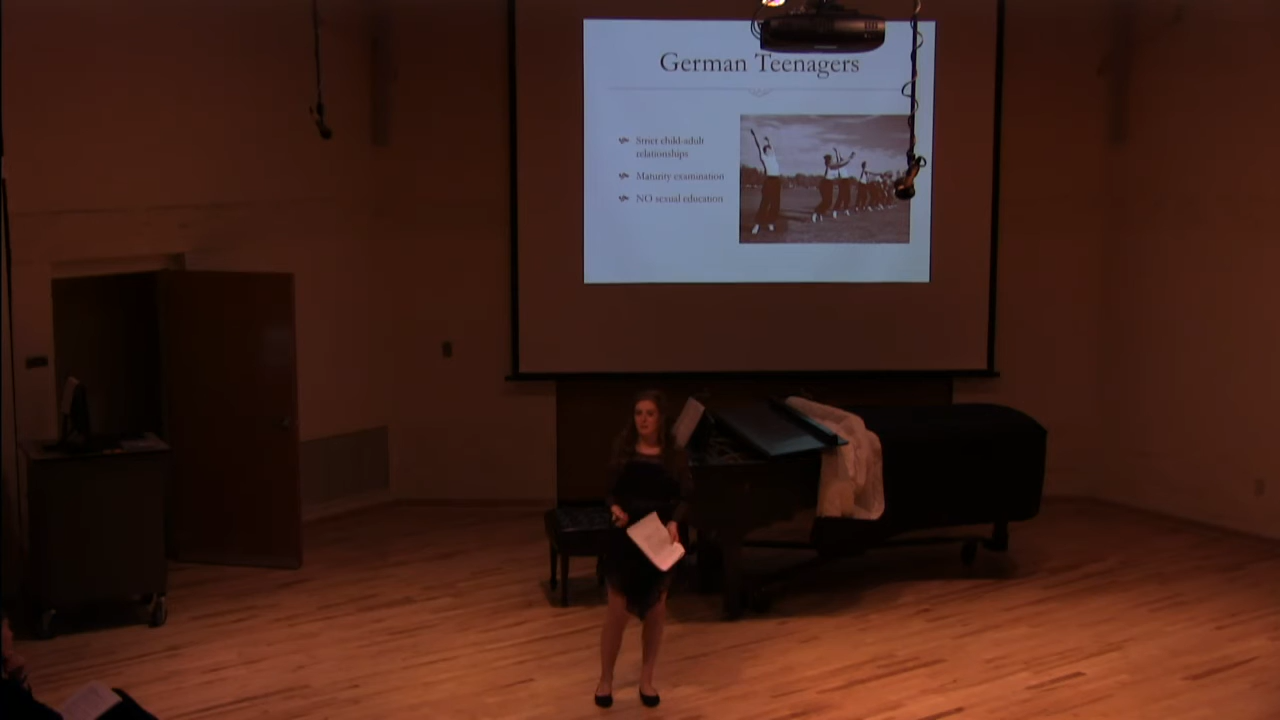 German Teenagers
Strict child-adult
relationships
Maturity examination
NO sexual education